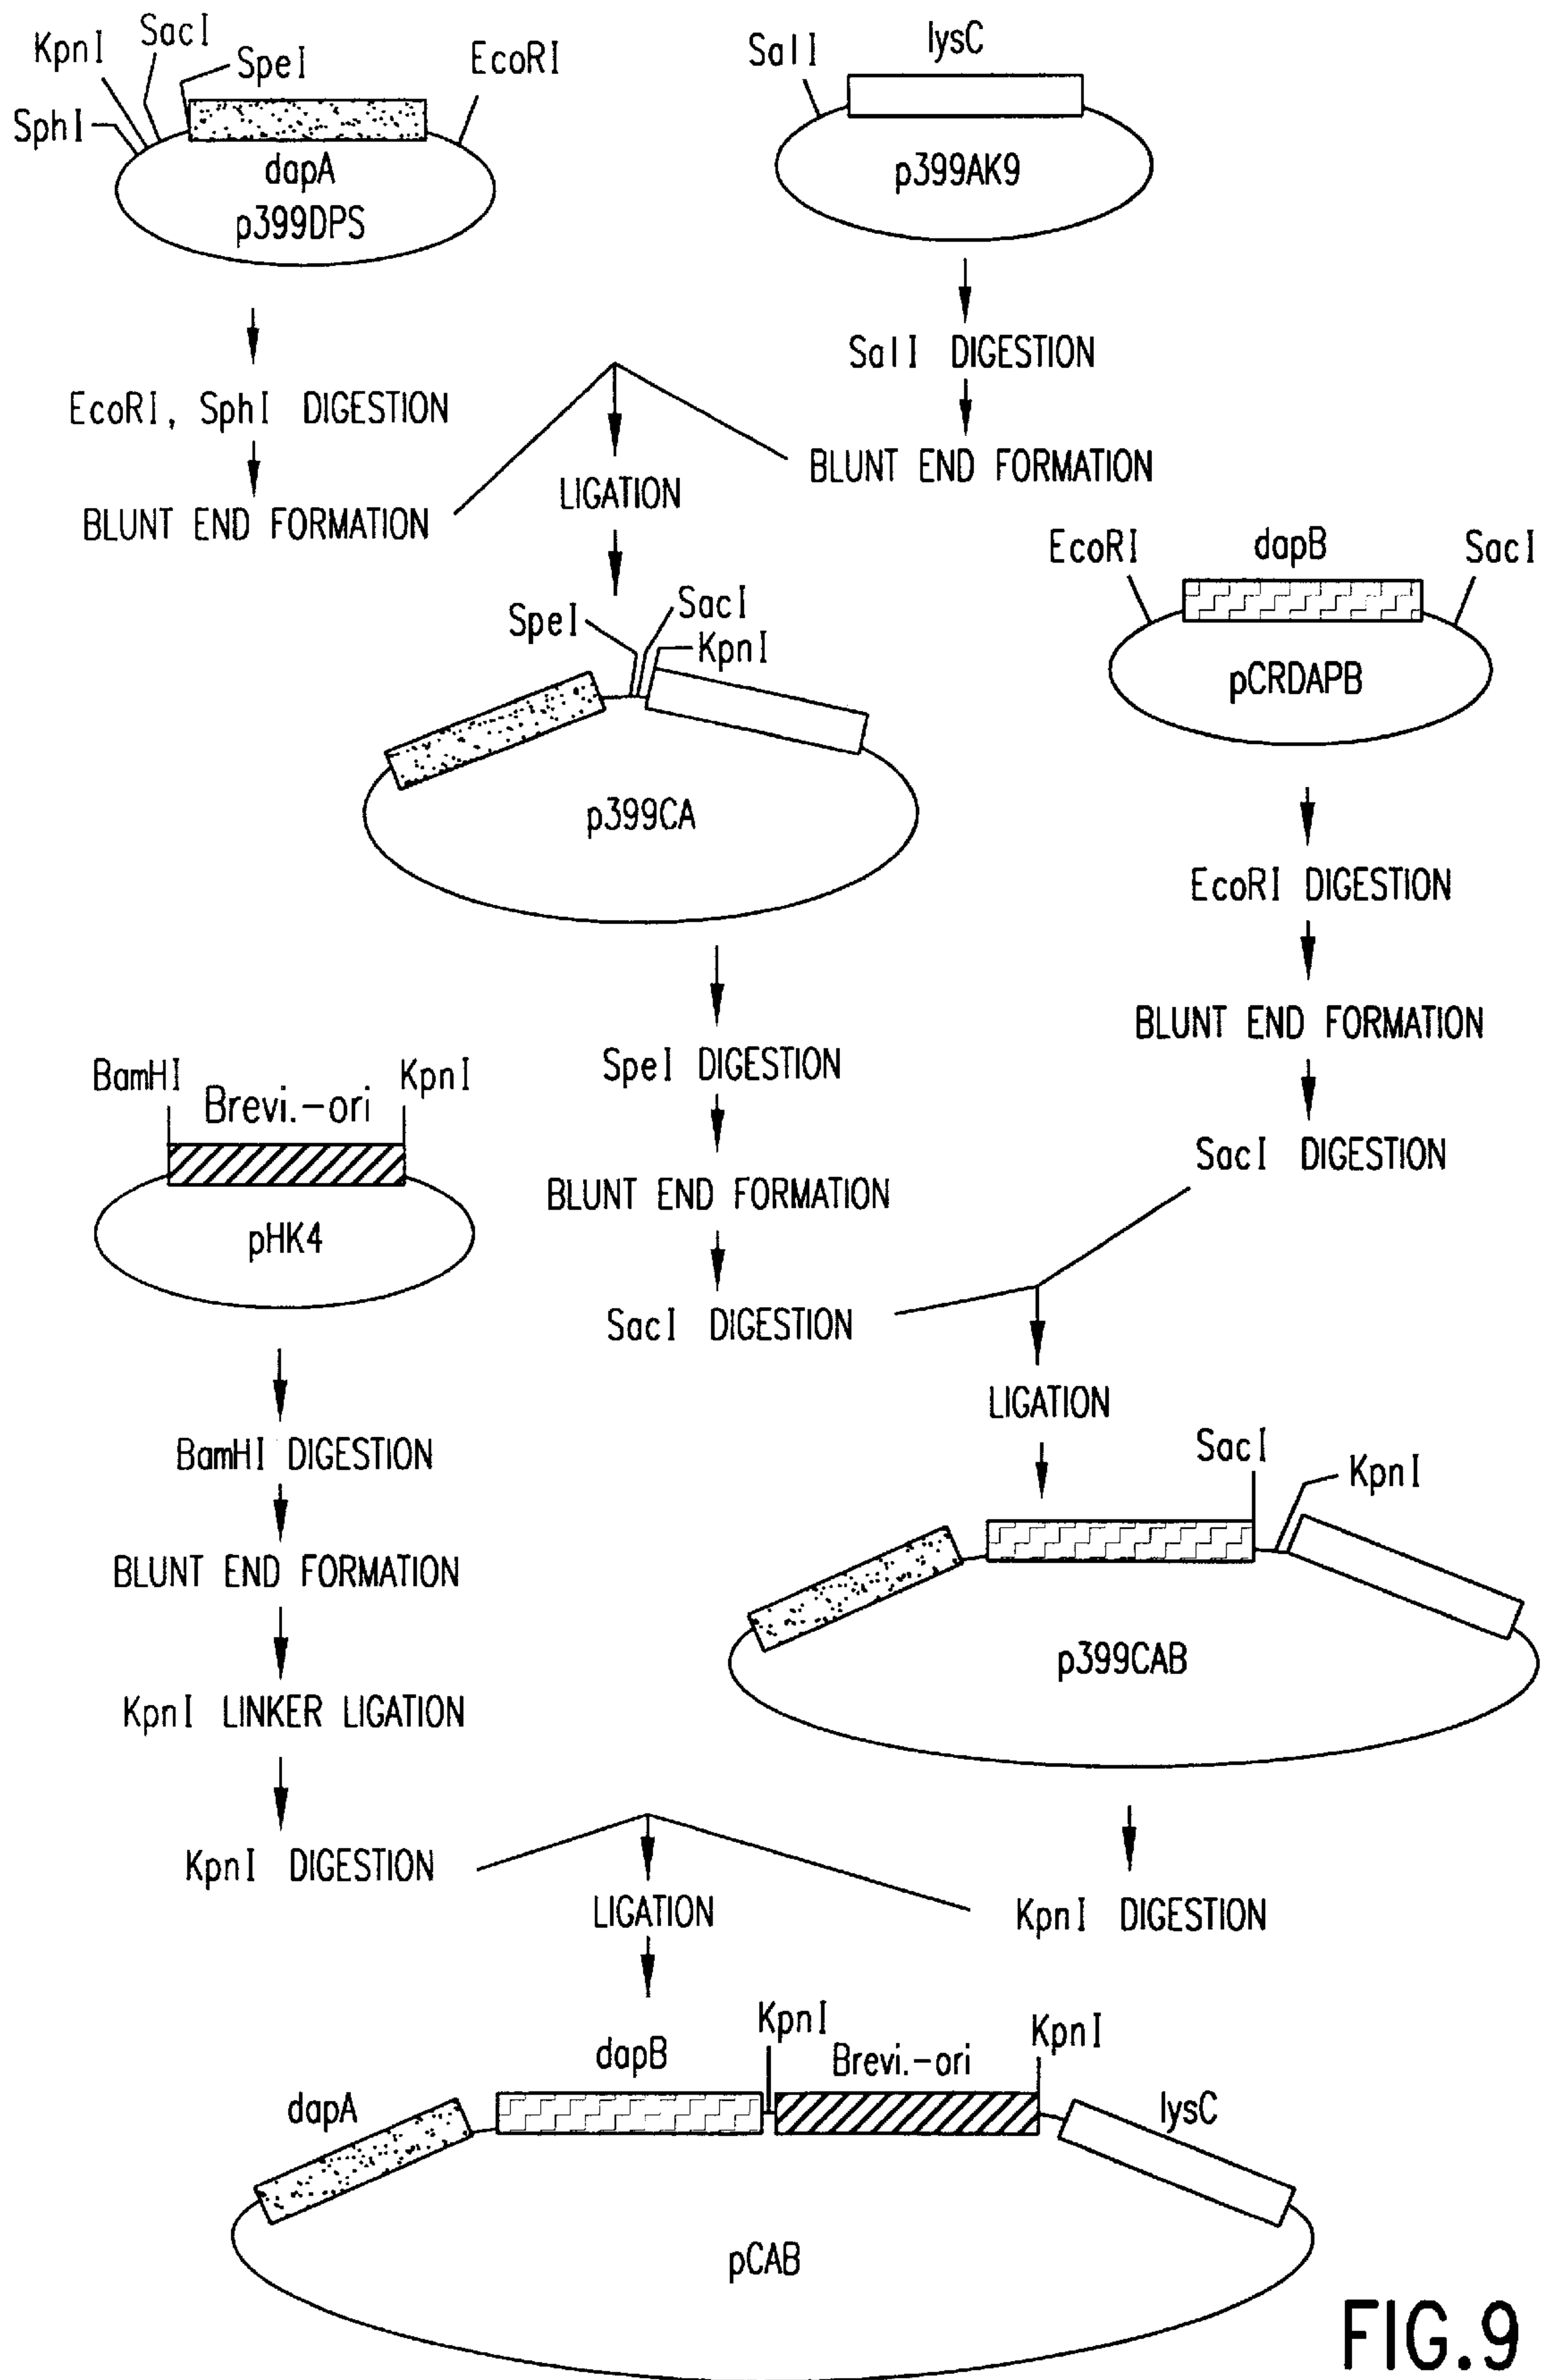 KpnI
SacI
SpeI
EcoRI
SphI
dapA
p399DPS
SalI
lysC
p399AK9
EcoRI, SphI DIGESTION
BLUNT END FORMATION
SalI DIGESTION
BLUNT END FORMATION
LIGATION
SpeI
SacI
KpnI
p399CA
EcoRI
dapB
SacI
pCRDAPB
EcoRI DIGESTION
BLUNT END FORMATION
SacI DIGESTION
SpeI DIGESTION
BLUNT END FORMATION
SacI DIGESTION
LIGATION
BamHI
Brevi.-ori
KpnI
pHK4
BamHI DIGESTION
BLUNT END FORMATION
KpnI LINKER LIGATION
KpnI DIGESTION
SacI
KpnI
p399CAB
KpnI DIGESTION
LIGATION
dapA
dapB
KpnI
Brevi.-ori
KpnI
lysC
pCAB
FIG.9